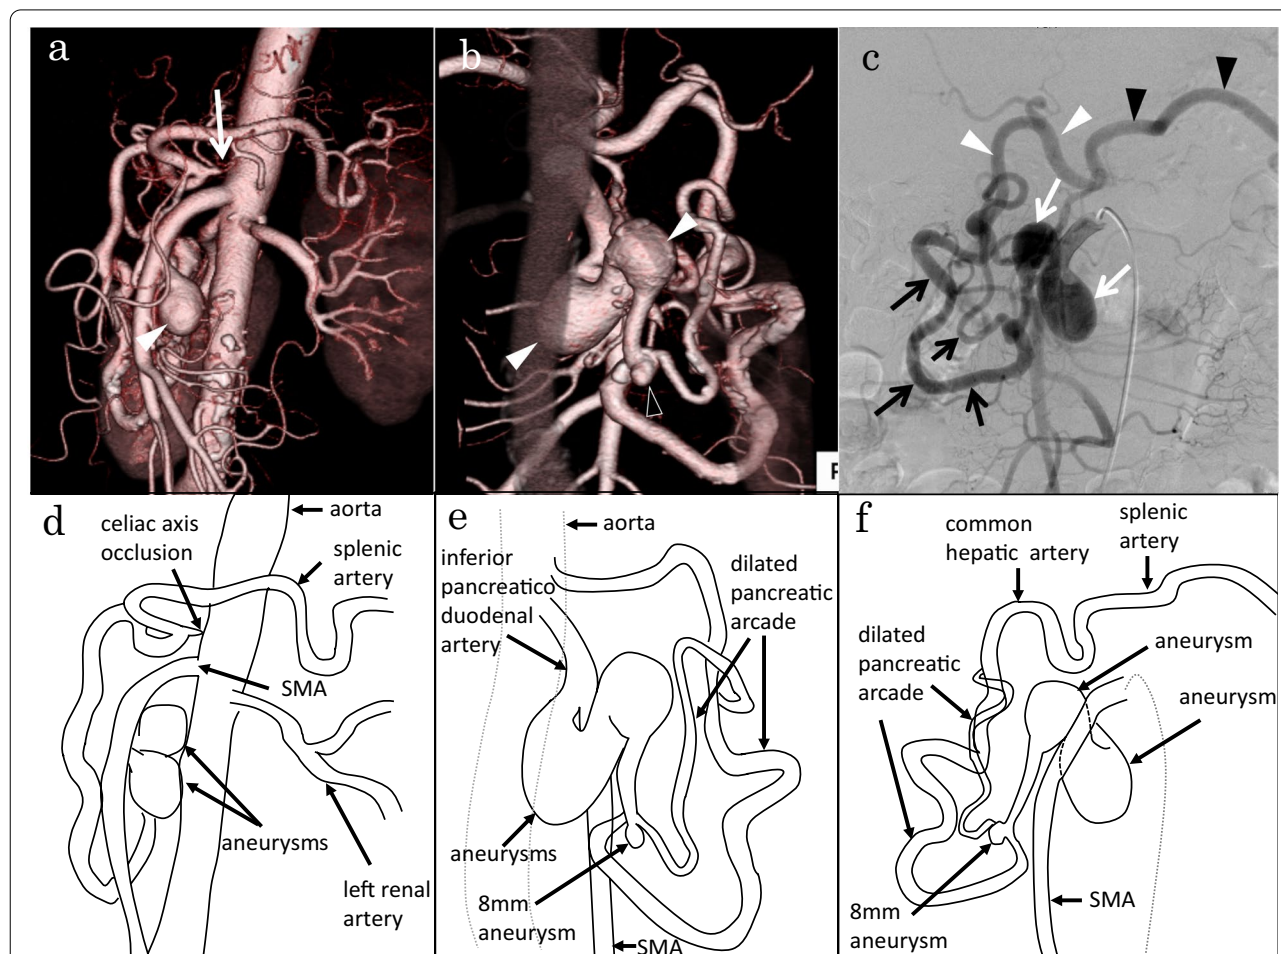 a
b
c
F
d
celiac axis
occlusion
aorta
splenic
artery
SMA
aneurysms
left renal
artery
e
aorta
inferior
pancreatico
duodenal
artery
dilated
pancreatic
arcade
aneurysms
8mm
aneurysm
SMA
f
common
hepatic artery
splenic
artery
dilated
pancreatic
arcade
aneurysm
aneurysm
8mm
aneurysm
SMA